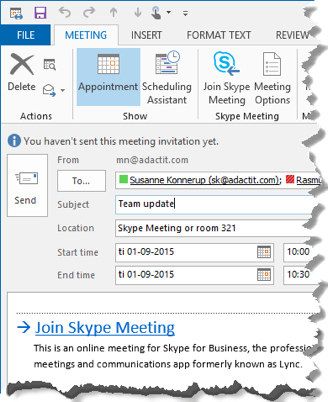 FILE MEETING INSERT FORMAT TEXT REVIEW
Delete
Actions
Appointment
Scheduling Assistant
Show
Join Skype Meeting
Meeting Options
Skype Meeting
You haven't sent this meeting invitation yet.
Send
From mn@adactit.com
To... Susanne Konnerup (sk@adactit.com); Rasmu
Subject Team update
Location Skype Meeting or room 321
Start time ti 01-09-2015 10:00
End time ti 01-09-2015 10:30
→ Join Skype Meeting
This is an online meeting for Skype for Business, the professio
meetings and communications app formerly known as Lync.